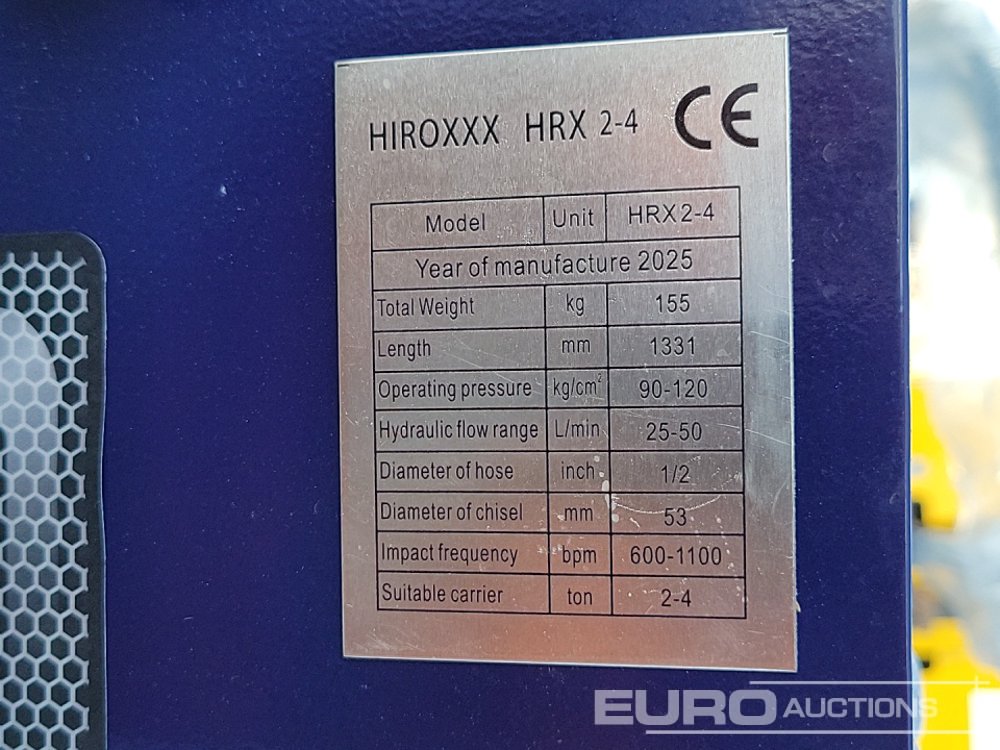 HIROXXX HRX 2-4 CE
Model Unit HRX2-4
Year of manufacture 2025
Total Weight kg 155
Length mm 1331
Operating pressure kg/cm² 90-120
Hydraulic flow range L/min 25-50
Diameter of hose inch 1/2
Diameter of chisel mm 53
Impact frequency bpm 600-1100
Suitable carrier ton 2-4
EURO AUCTIONS